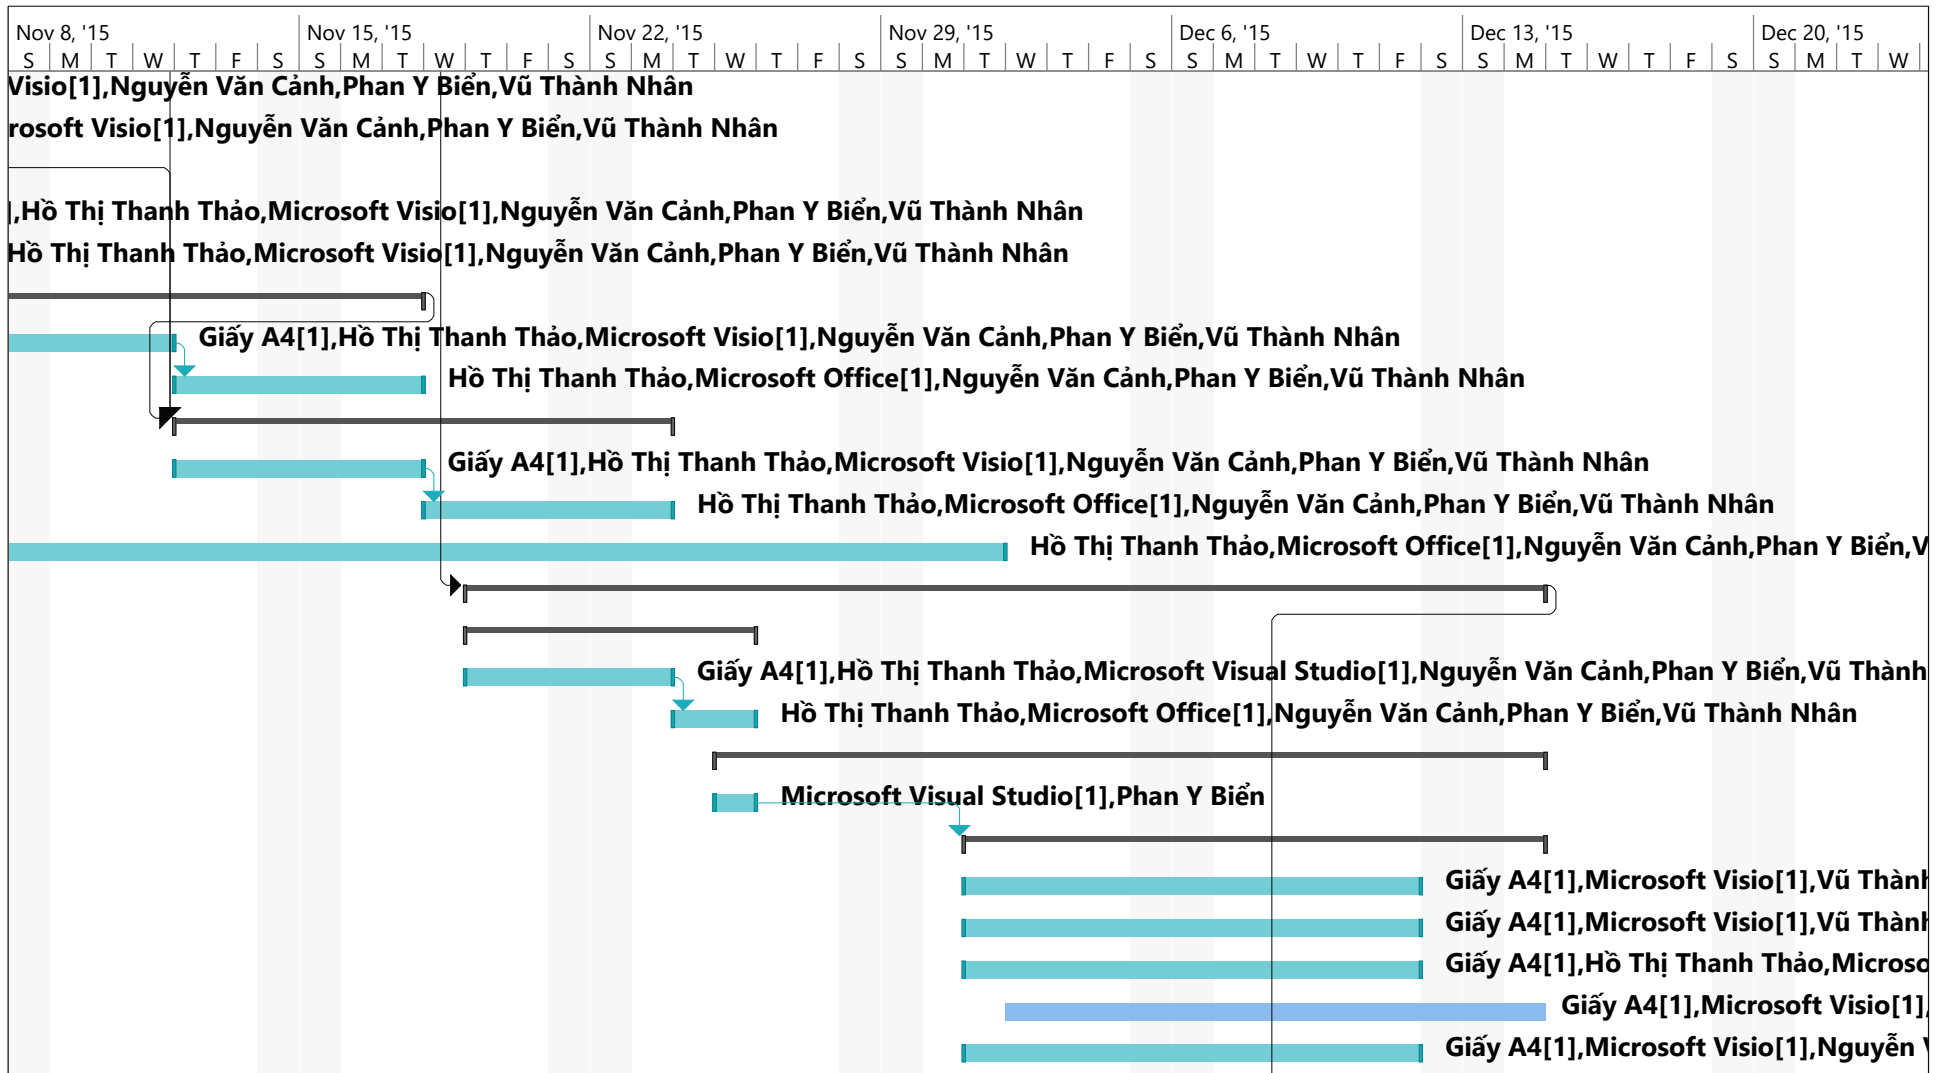 Nov 8, '15 Nov 15, '15 Nov 22, '15 Nov 29, '15 Dec 6, '15 Dec 13, '15 Dec 20, '15
S M T W T F S S M T W T F S S M T W T F S S M T W T F S S M T W T F S S M T W T F S S M T W
Visio[1],Nguyễn Văn Cảnh,Phan Y Biển,Vũ Thành Nhân
rosoft Visio[1],Nguyễn Văn Cảnh,Phan Y Biển,Vũ Thành Nhân
],Hồ Thị Thanh Thảo,Microsoft Visio[1],Nguyễn Văn Cảnh,Phan Y Biển,Vũ Thành Nhân
Hồ Thị Thanh Thảo,Microsoft Visio[1],Nguyễn Văn Cảnh,Phan Y Biển,Vũ Thành Nhân
Giấy A4[1],Hồ Thị Thanh Thảo,Microsoft Visio[1],Nguyễn Văn Cảnh,Phan Y Biển,Vũ Thành Nhân
Hồ Thị Thanh Thảo,Microsoft Office[1],Nguyễn Văn Cảnh,Phan Y Biển,Vũ Thành Nhân
Giấy A4[1],Hồ Thị Thanh Thảo,Microsoft Visio[1],Nguyễn Văn Cảnh,Phan Y Biển,Vũ Thành Nhân
Hồ Thị Thanh Thảo,Microsoft Office[1],Nguyễn Văn Cảnh,Phan Y Biển,Vũ Thành Nhân
Hồ Thị Thanh Thảo,Microsoft Office[1],Nguyễn Văn Cảnh,Phan Y Biển,V
Giấy A4[1],Hồ Thị Thanh Thảo,Microsoft Visual Studio[1],Nguyễn Văn Cảnh,Phan Y Biển,Vũ Thành
Hồ Thị Thanh Thảo,Microsoft Office[1],Nguyễn Văn Cảnh,Phan Y Biển,Vũ Thành Nhân
Microsoft Visual Studio[1],Phan Y Biển
Giấy A4[1],Microsoft Visio[1],Vũ Thành
Giấy A4[1],Microsoft Visio[1],Vũ Thành
Giấy A4[1],Hồ Thị Thanh Thảo,Microso
Giấy A4[1],Microsoft Visio[1],
Giấy A4[1],Microsoft Visio[1],Nguyễn